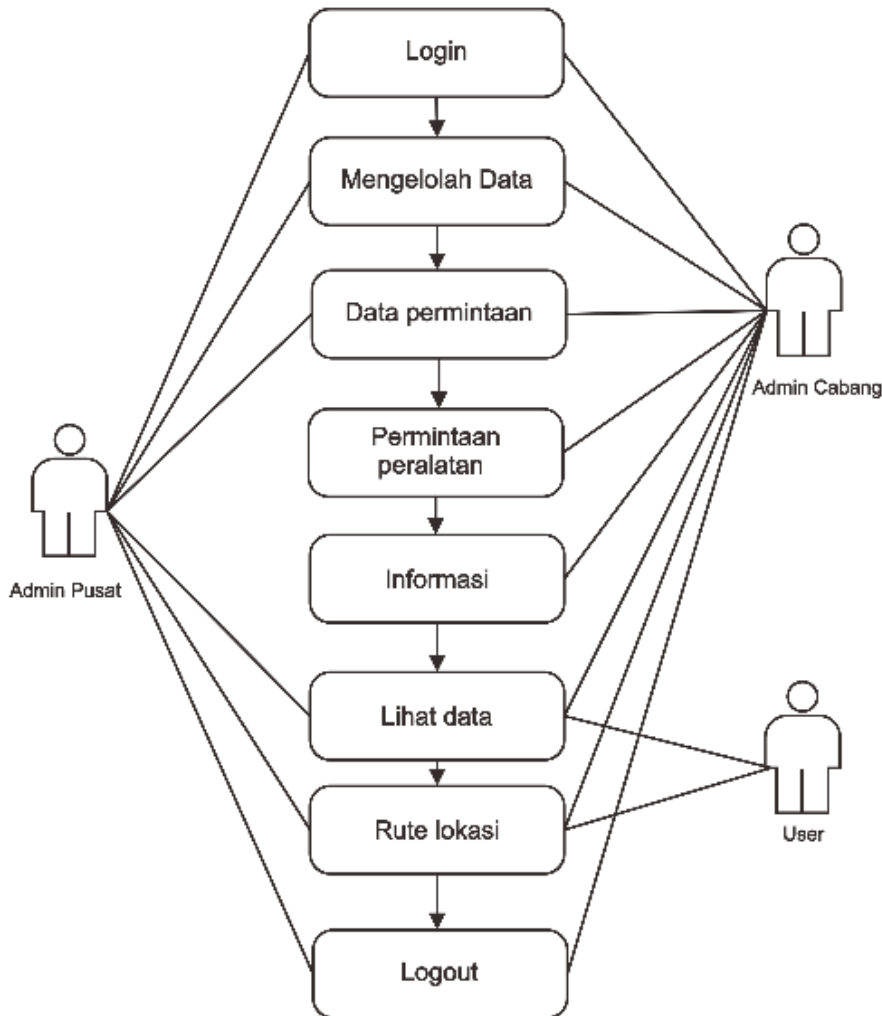 Login
Mengelolah Data
Data permintaan
Admin Cabang
Permintaan
peralatan
Informasi
Admin Pusat
Lihat data
Rute lokasi
User
Logout